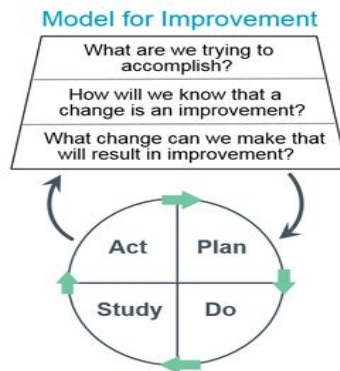 Model for Improvement
What are we trying to
accomplish?
How will we know that a
change is an improvement?
What change can we make that
will result in improvement?
Act
Plan
Study
Do